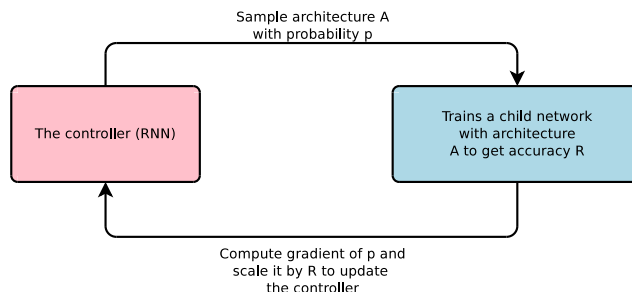 Sample architecture A
with probability p
The controller (RNN)
Trains a child network
with architecture
A to get accuracy R
Compute gradient of p and
scale it by R to update
the controller